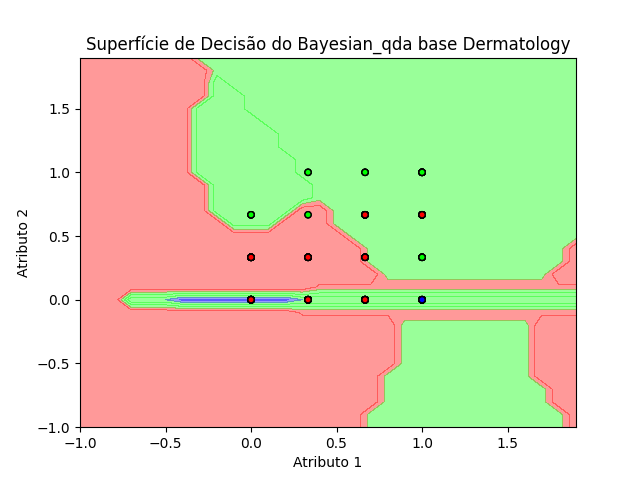 Superfície de Decisão do Bayesian_qda base Dermatology
Atributo 2
1.5
1.0
0.5
0.0
−0.5
−1.0
−1.0 −0.5 0.0 0.5 1.0 1.5
Atributo 1